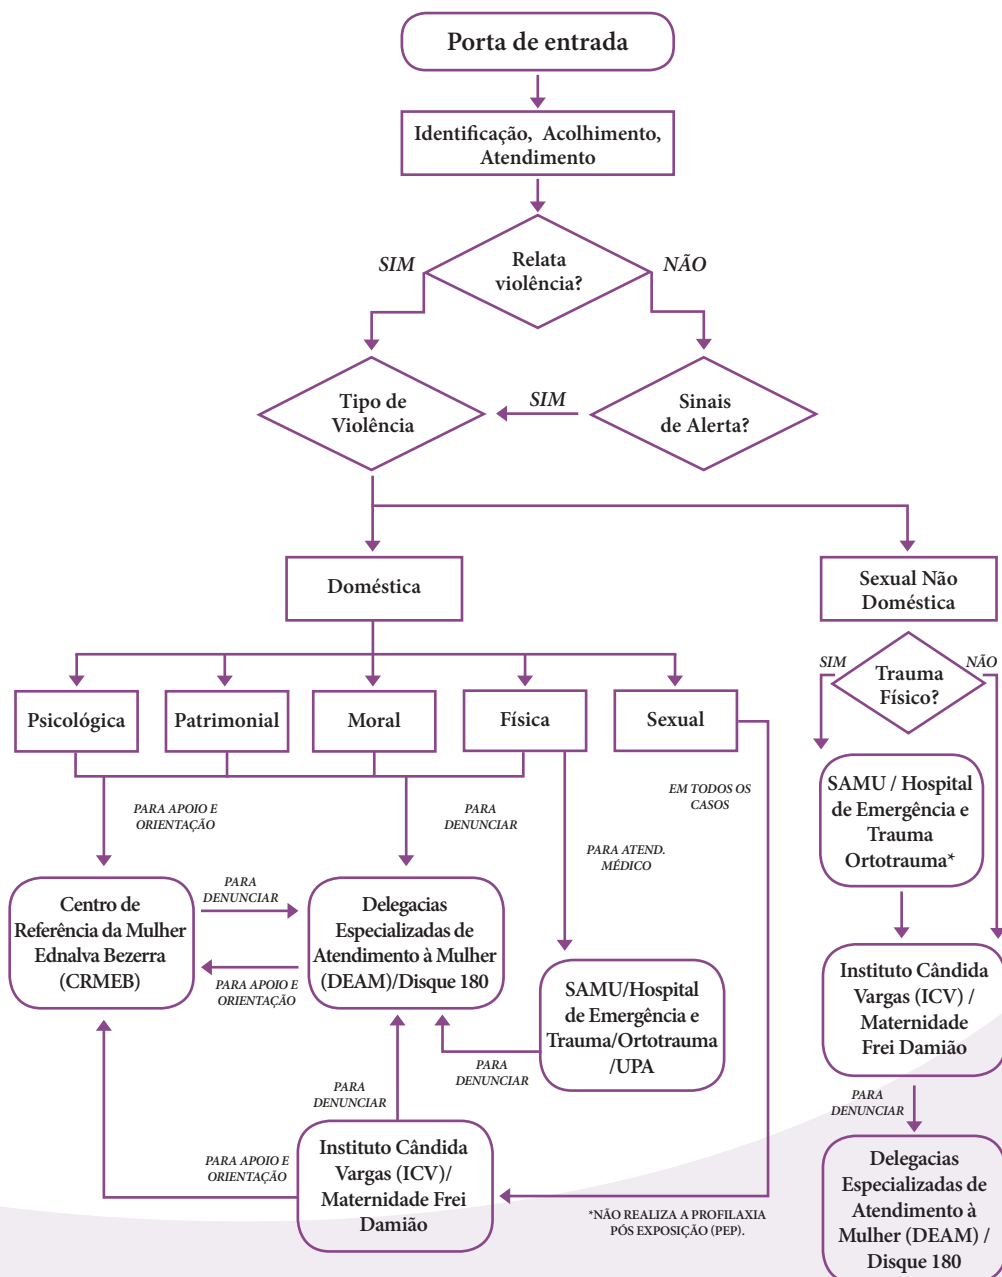 Porta de entrada
Identificação, Acolhimento,
Atendimento
Relata
violência?
SIM
NÃO
Tipo de
Violência
SIM
Sinais
de Alerta?
Doméstica
Sexual Não
Doméstica
Psicológica
Patrimonial
Moral
Física
Sexual
SIM
Trauma
Físico?
NÃO
PARA APOIO E
ORIENTAÇÃO
PARA
DENUNCIAR
PARA ATEND.
MÉDICO
EM TODOS OS
CASOS
SAMU / Hospital
de Emergência e
Trauma
Ortotrauma*
Centro de
Referência da Mulher
Ednalva Bezerra
(CRMEB)
PARA
DENUNCIAR
PARA APOIO E
ORIENTAÇÃO
Delegacias
Especializadas de
Atendimento à Mulher
(DEAM)/Disque 180
SAMU/Hospital
de Emergência e
Trauma/Ortotrauma
/UPA
PARA
DENUNCIAR
Instituto Cândida
Vargas (ICV) /
Maternidade
Frei Damião
PARA
DENUNCIAR
PARA
DENUNCIAR
PARA APOIO E
ORIENTAÇÃO
Instituto Cândida
Vargas (ICV)/
Maternidade Frei
Damião
*NÃO REALIZA A PROFILAXIA
PÓS EXPOSIÇÃO (PEP).
Delegacias
Especializadas de
Atendimento à
Mulher (DEAM) /
Disque 180